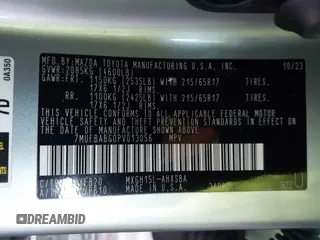 MFD.BY:MAZDA TOYOTA MANUFACTURING U.S.A.,INC. 10/23
GVWR:2085KG (4600LB)
FT. 1150KG (2535LB) WITH 215/65R17 TIRES.
17X6 1/2J RIMS.
RR. 1100KG (2425LB) WITH 215/65R17 TIRES.
17X6 1/2J RIMS.
THIS VEHICLE CONFORMS TO ALL APPLICABLE FEDERAL MOTOR
VEHICLE SAFETY AND THEFT PREVENTION STANDARDS IN
EFFECT ON THE DATE OF MANUFACTURE SHOWN ABOVE.
7MUFBABG0PV013056 MPV
MXGH15L-AHXSBA
DREAMBID
0A350